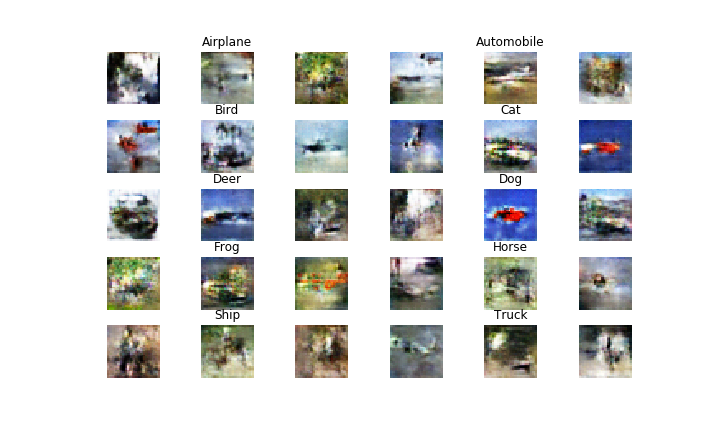 Airplane
Automobile
Bird
Cat
Deer
Dog
Frog
Horse
Ship
Truck